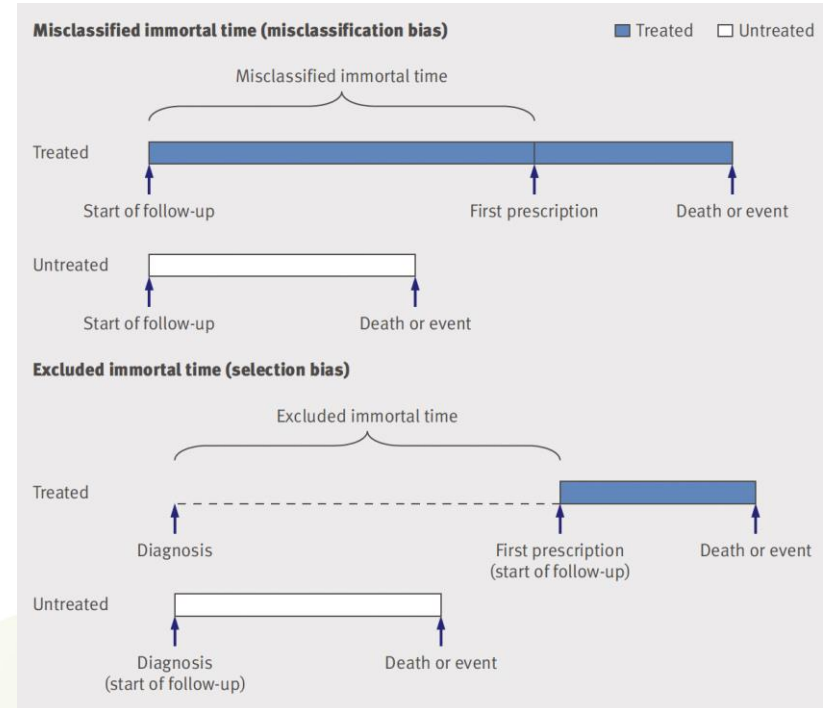 Misclassified immortal time (misclassification bias)
Treated
Untreated
Misclassified immortal time
Treated
Start of follow-up
First prescription
Death or event
Untreated
Start of follow-up
Death or event
Excluded immortal time (selection bias)
Excluded immortal time
Treated
Diagnosis
First prescription
(start of follow-up)
Death or event
Untreated
Diagnosis
(start of follow-up)
Death or event